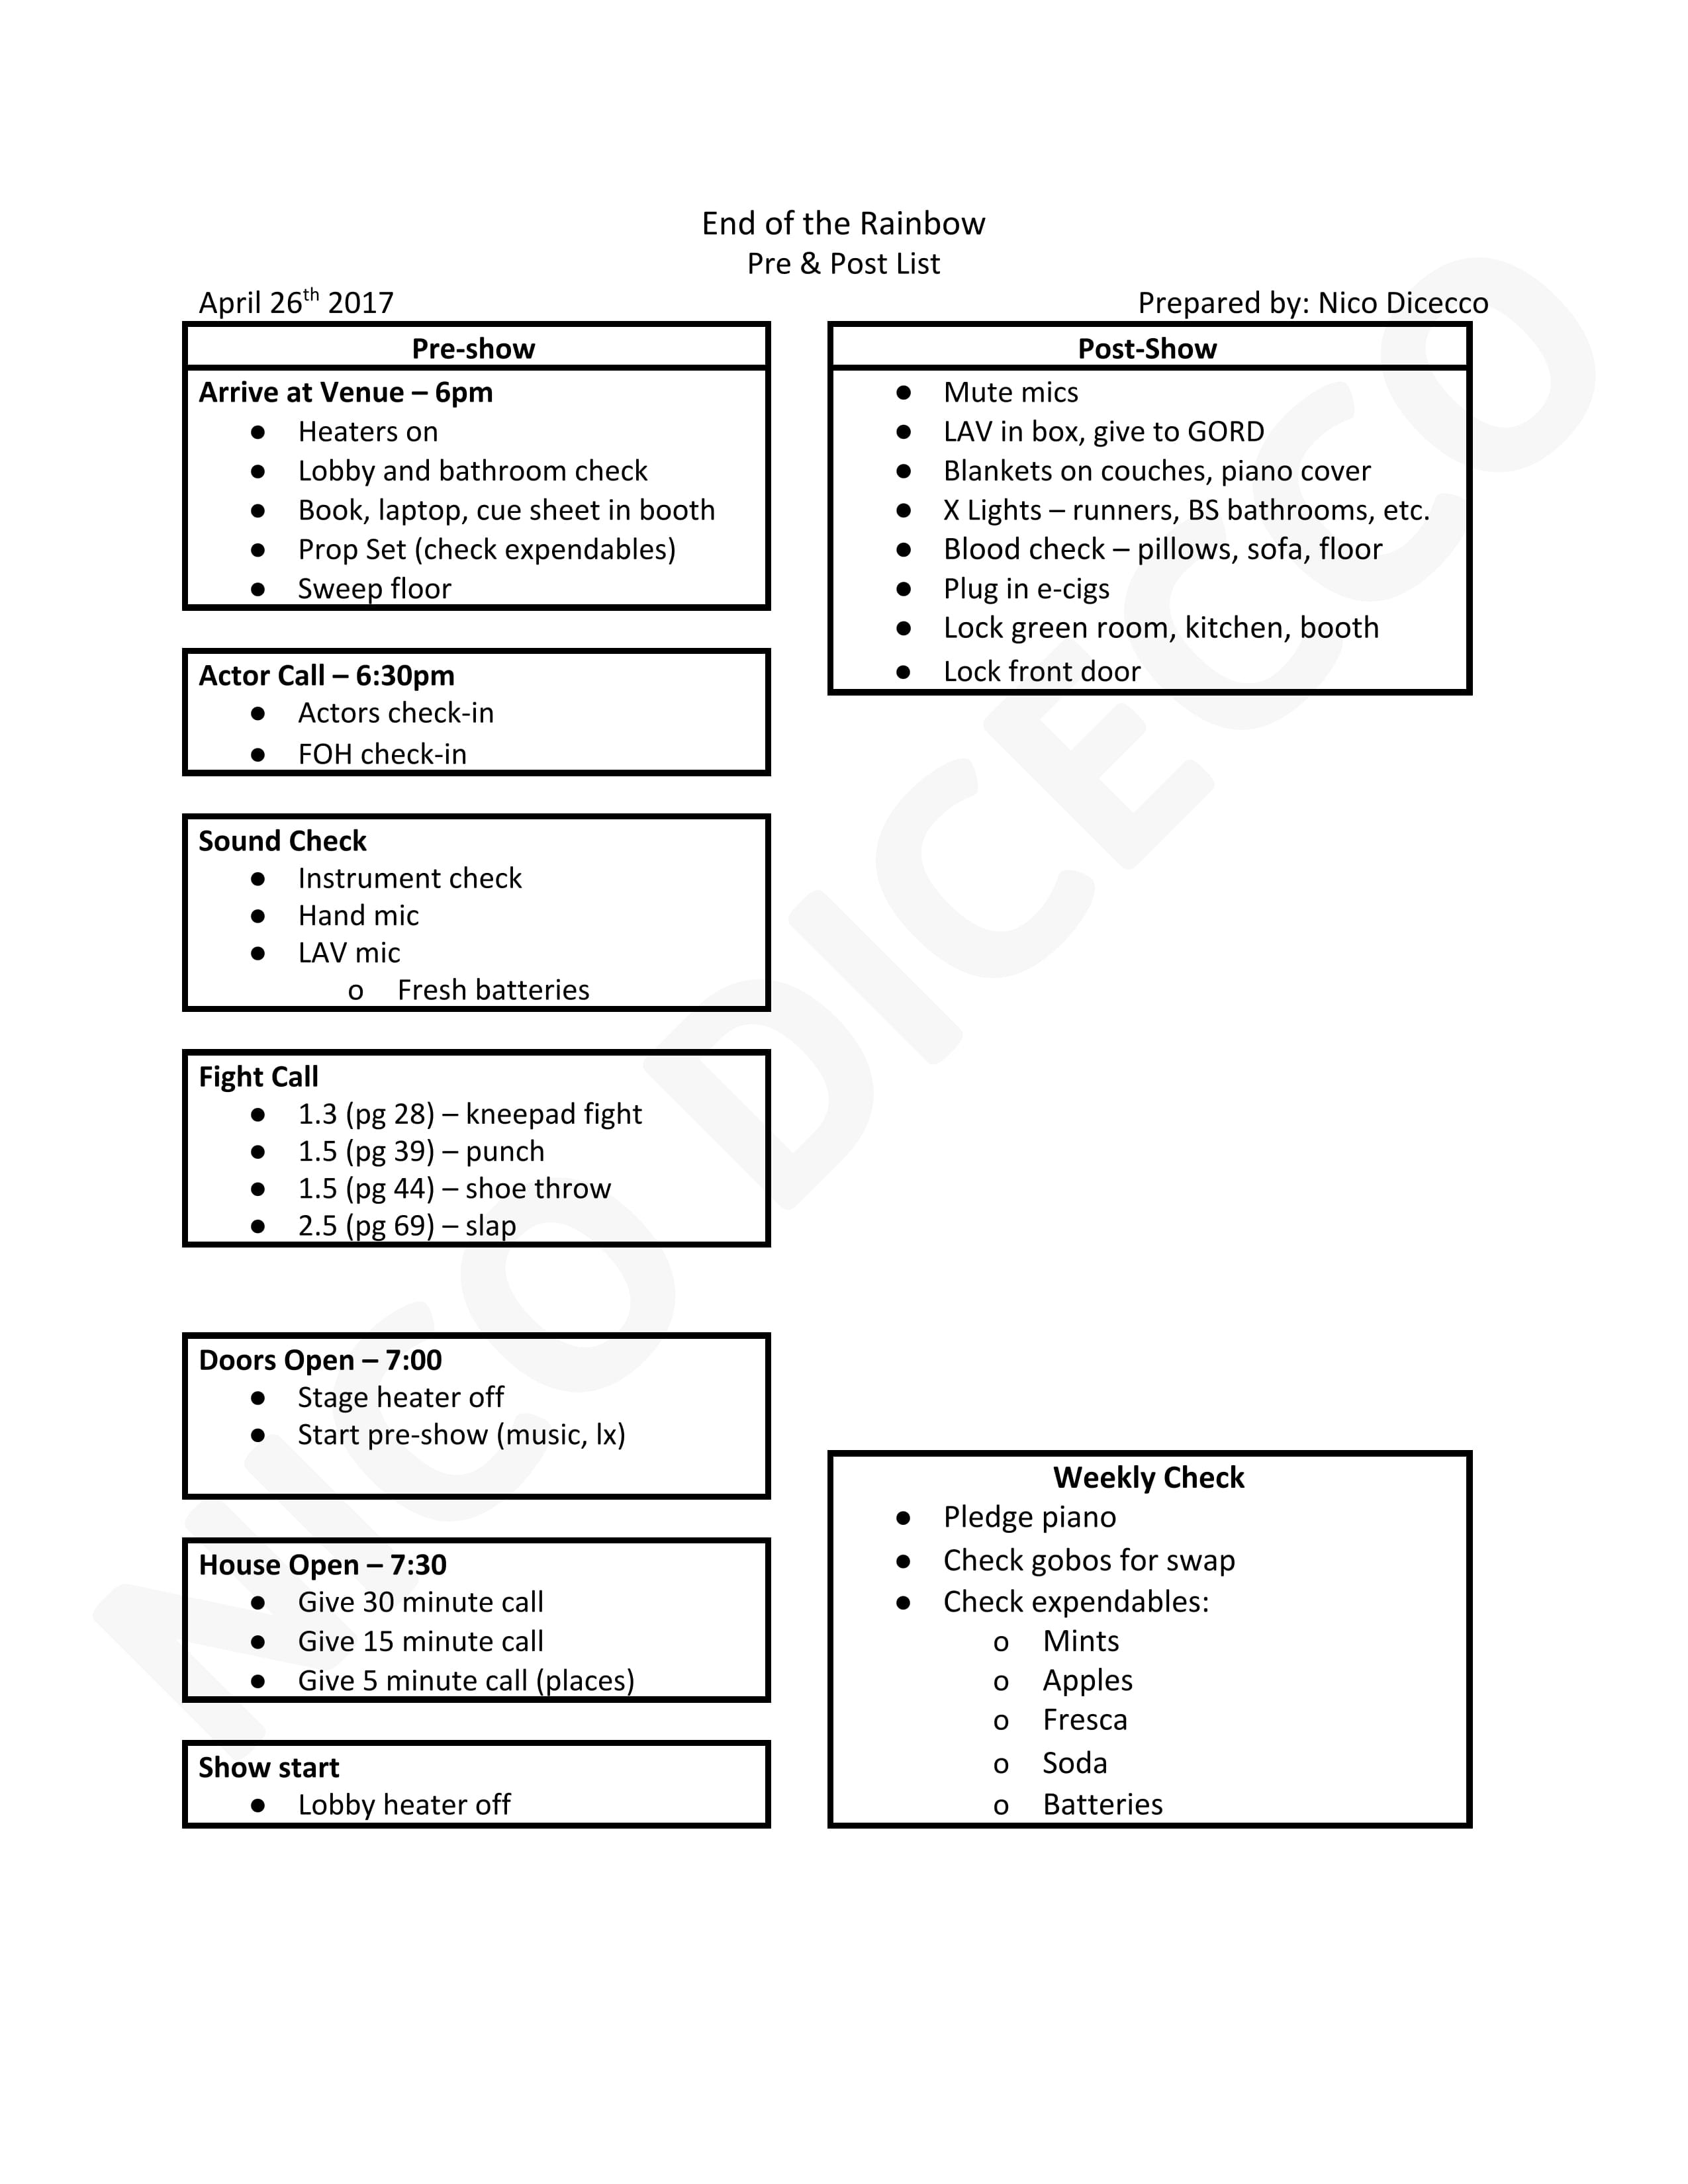 End of the Rainbow
Pre & Post List
April 26th 2017
Prepared by: Nico Dicecco
Pre-show
Arrive at Venue – 6pm
● Heaters on
● Lobby and bathroom check
● Book, laptop, cue sheet in booth
● Prop Set (check expendables)
● Sweep floor
Actor Call – 6:30pm
● Actors check-in
● FOH check-in
Sound Check
● Instrument check
● Hand mic
● LAV mic
o Fresh batteries
Fight Call
● 1.3 (pg 28) – kneepad fight
● 1.5 (pg 39) – punch
● 1.5 (pg 44) – shoe throw
● 2.5 (pg 69) – slap
Doors Open – 7:00
● Stage heater off
● Start pre-show (music, lx)
House Open – 7:30
● Give 30 minute call
● Give 15 minute call
● Give 5 minute call (places)
Show start
● Lobby heater off
Post-Show
● Mute mics
● LAV in box, give to GORD
● Blankets on couches, piano cover
● X Lights – runners, BS bathrooms, etc.
● Blood check – pillows, sofa, floor
● Plug in e-cigs
● Lock green room, kitchen, booth
● Lock front door
Weekly Check
● Pledge piano
● Check gobos for swap
● Check expendables:
o Mints
o Apples
o Fresca
o Soda
o Batteries
NICO DICECCO